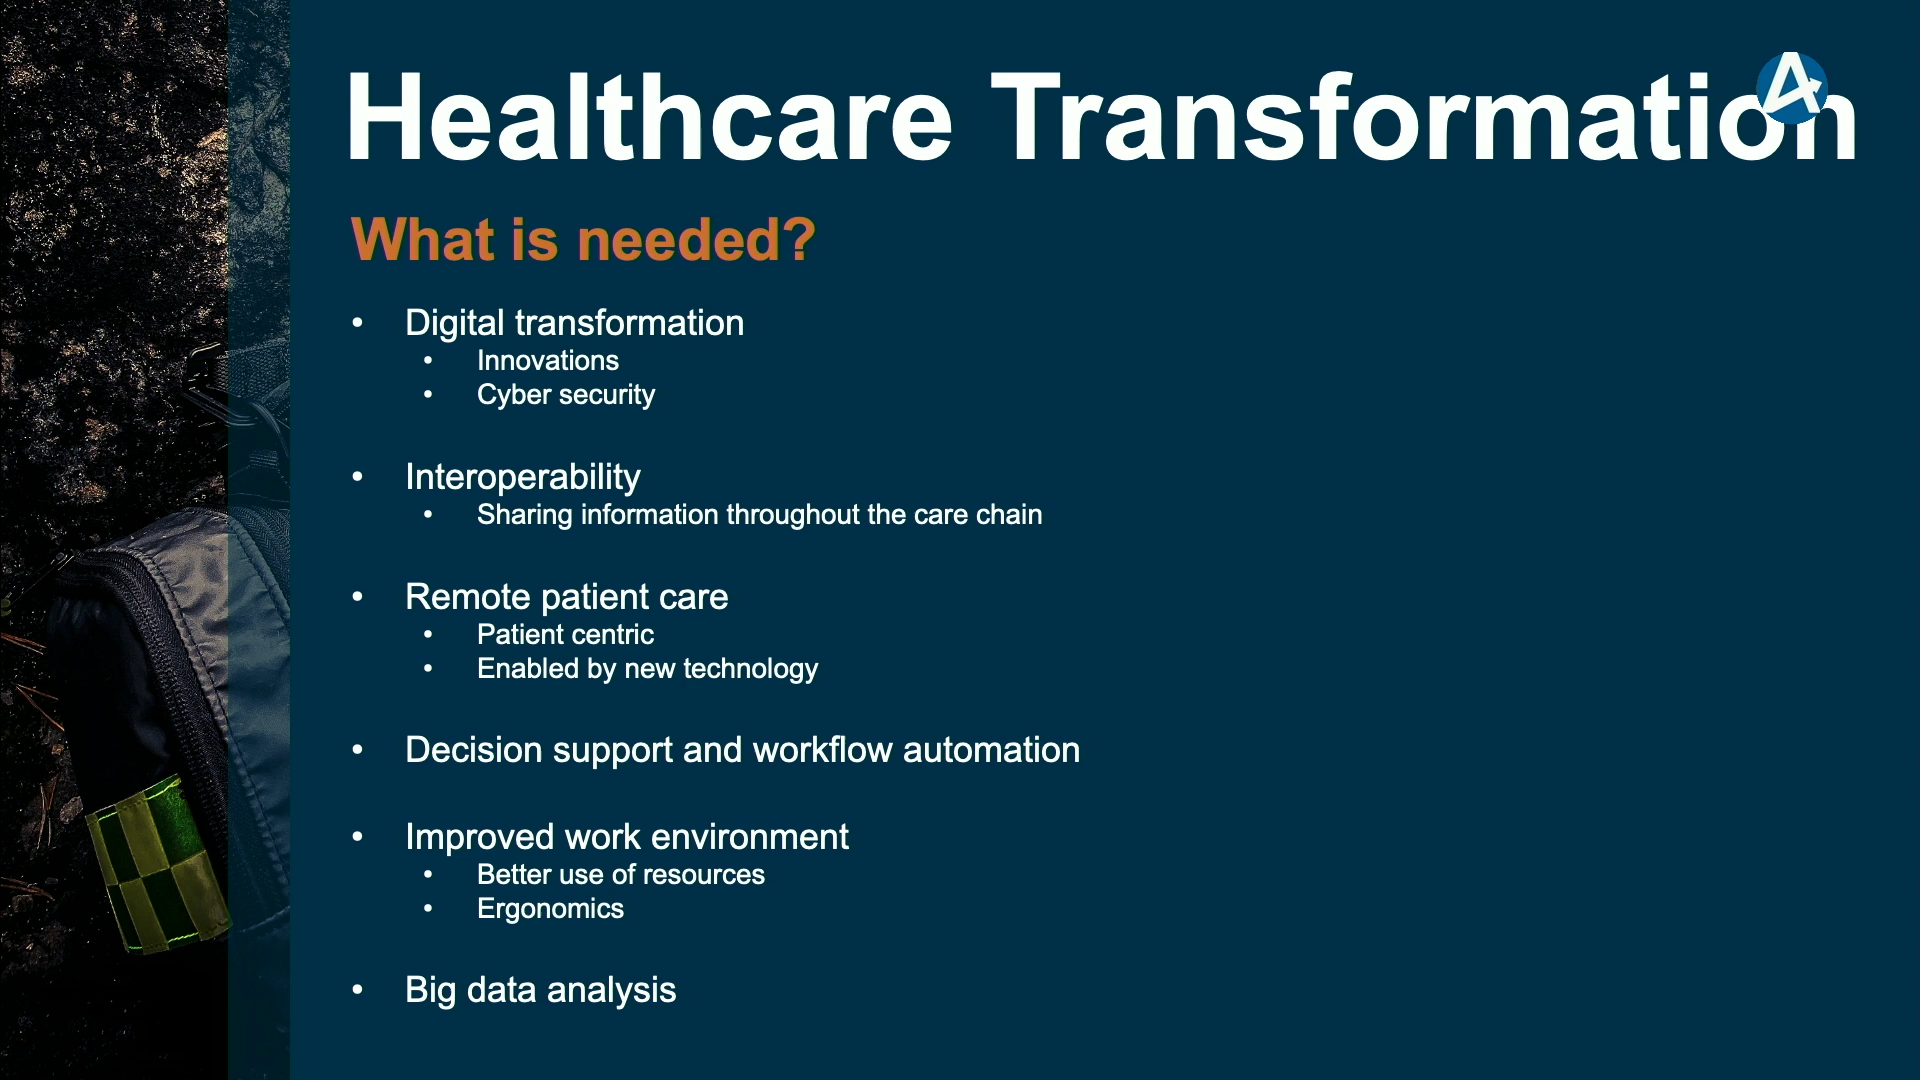 Healthcare Transformation
What is needed?
• Digital transformation
• Innovations
• Cyber security
• Interoperability
• Sharing information throughout the care chain
• Remote patient care
• Patient centric
• Enabled by new technology
• Decision support and workflow automation
• Improved work environment
• Better use of resources
• Ergonomics
• Big data analysis